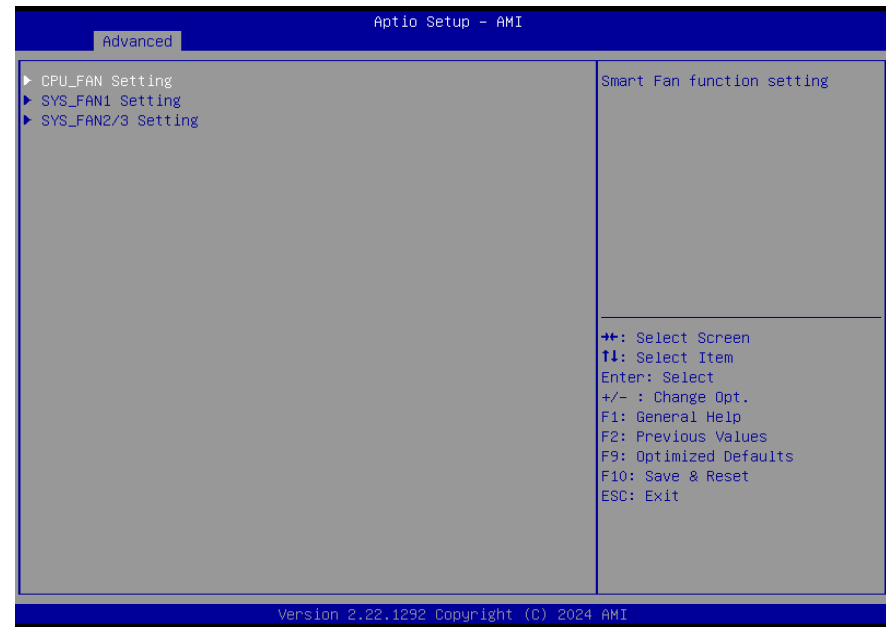 Aptio Setup – AMI
Advanced
▶ CPU_FAN Setting
▶ SYS_FAN1 Setting
▶ SYS_FAN2/3 Setting
Smart Fan function setting
→←: Select Screen
↑↓: Select Item
Enter: Select
+/- : Change Opt.
F1: General Help
F2: Previous Values
F9: Optimized Defaults
F10: Save & Reset
ESC: Exit
Version 2.22.1292 Copyright (C) 2024 AMI